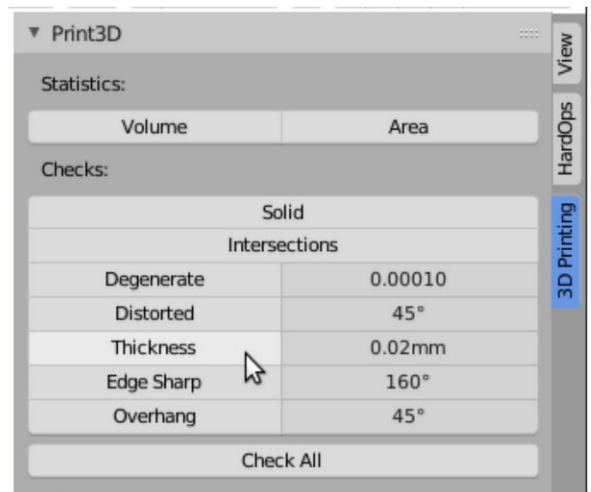 Print3D
Statistics:
Volume Area
Checks:
Solid
Intersections
Degenerate 0.00010
Distorted 45°
Thickness 0.02mm
Edge Sharp 160°
Overhang 45°
Check All
View
HardOps
3D Printing